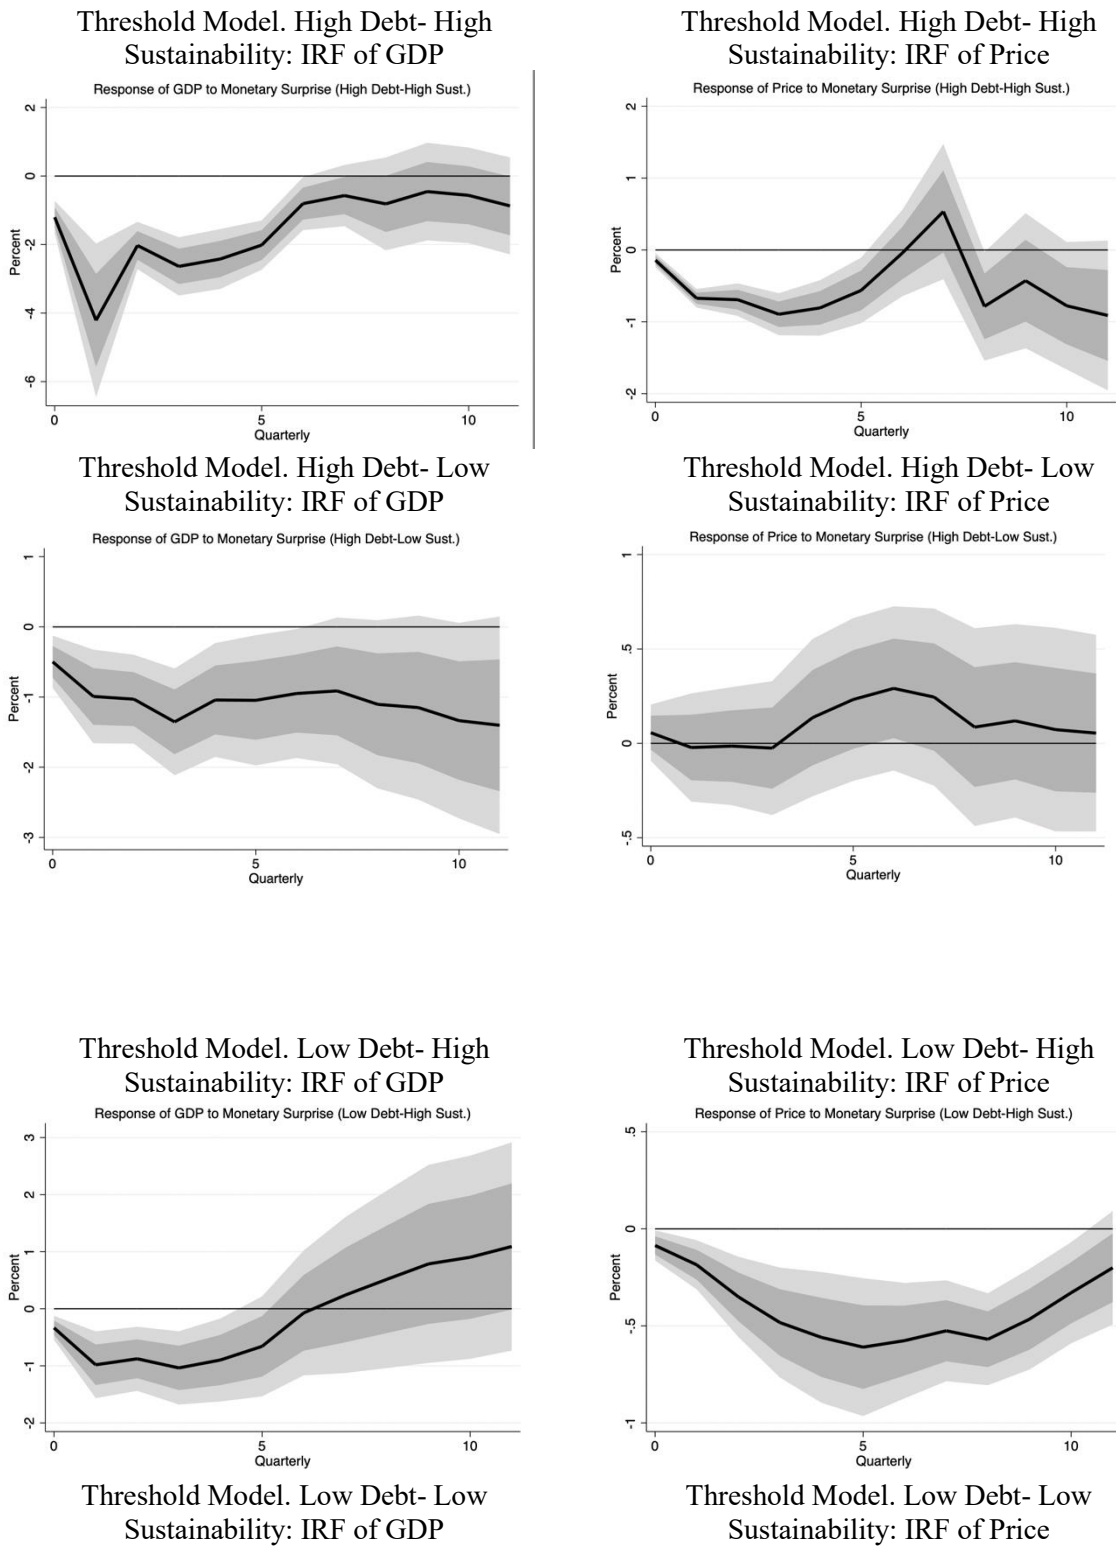 Threshold Model. High Debt- High
Sustainability: IRF of GDP
Response of GDP to Monetary Surprise (High Debt-High Sust.)
2
0
-2
-4
-6
Percent
0
5
10
Quarterly
Threshold Model. High Debt- High
Sustainability: IRF of Price
Response of Price to Monetary Surprise (High Debt-High Sust.)
2
1
0
-1
-2
Percent
0
5
10
Quarterly
Threshold Model. High Debt- Low
Sustainability: IRF of GDP
Response of GDP to Monetary Surprise (High Debt-Low Sust.)
1
0
-1
-2
-3
Percent
0
5
10
Quarterly
Threshold Model. High Debt- Low
Sustainability: IRF of Price
Response of Price to Monetary Surprise (High Debt-Low Sust.)
1
.5
0
-.5
Percent
0
5
10
Quarterly
Threshold Model. Low Debt- High
Sustainability: IRF of GDP
Response of GDP to Monetary Surprise (Low Debt-High Sust.)
3
2
1
0
-1
-2
Percent
0
5
10
Quarterly
Threshold Model. Low Debt- High
Sustainability: IRF of Price
Response of Price to Monetary Surprise (Low Debt-High Sust.)
.5
0
-.5
-1
Percent
0
5
10
Quarterly
Threshold Model. Low Debt- Low
Sustainability: IRF of GDP
Threshold Model. Low Debt- Low
Sustainability: IRF of Price